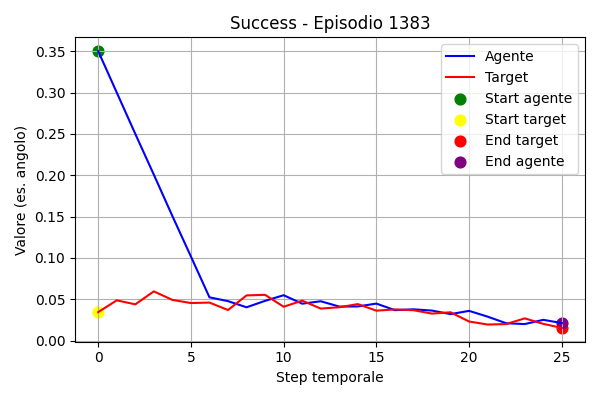 Success - Episodio 1383
Agente
Target
Start agente
Start target
End target
End agente
Valore (es. angolo)
0.35
0.30
0.25
0.20
0.15
0.10
0.05
0.00
0 5 10 15 20 25
Step temporale